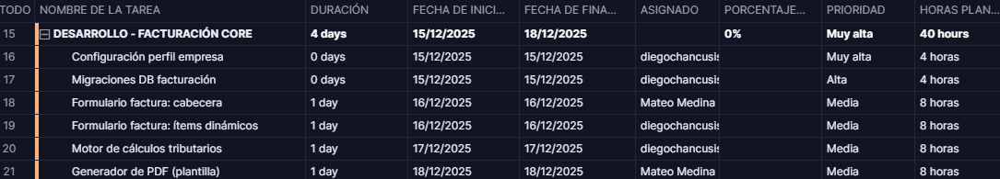 TODO NOMBRE DE LA TAREA DURACIÓN FECHA DE INICI... FECHA DE FINA... ASIGNADO PORCENTAJE... PRIORIDAD HORAS PLAN...
15 DESARROLLO - FACTURACIÓN CORE 4 days 15/12/2025 18/12/2025 0% Muy alta 40 hours
16 Configuración perfil empresa 0 days 15/12/2025 15/12/2025 diegochancusis Muy alta 4 horas
17 Migraciones DB facturación 0 days 15/12/2025 15/12/2025 diegochancusis Alta 4 horas
18 Formulario factura: cabecera 1 day 16/12/2025 16/12/2025 Mateo Medina Media 8 horas
19 Formulario factura: ítems dinámicos 1 day 16/12/2025 16/12/2025 diegochancusis Media 8 horas
20 Motor de cálculos tributarios 1 day 17/12/2025 17/12/2025 diegochancusis Media 8 horas
21 Generador de PDF (plantilla) 1 day 18/12/2025 18/12/2025 Mateo Medina Media 8 horas